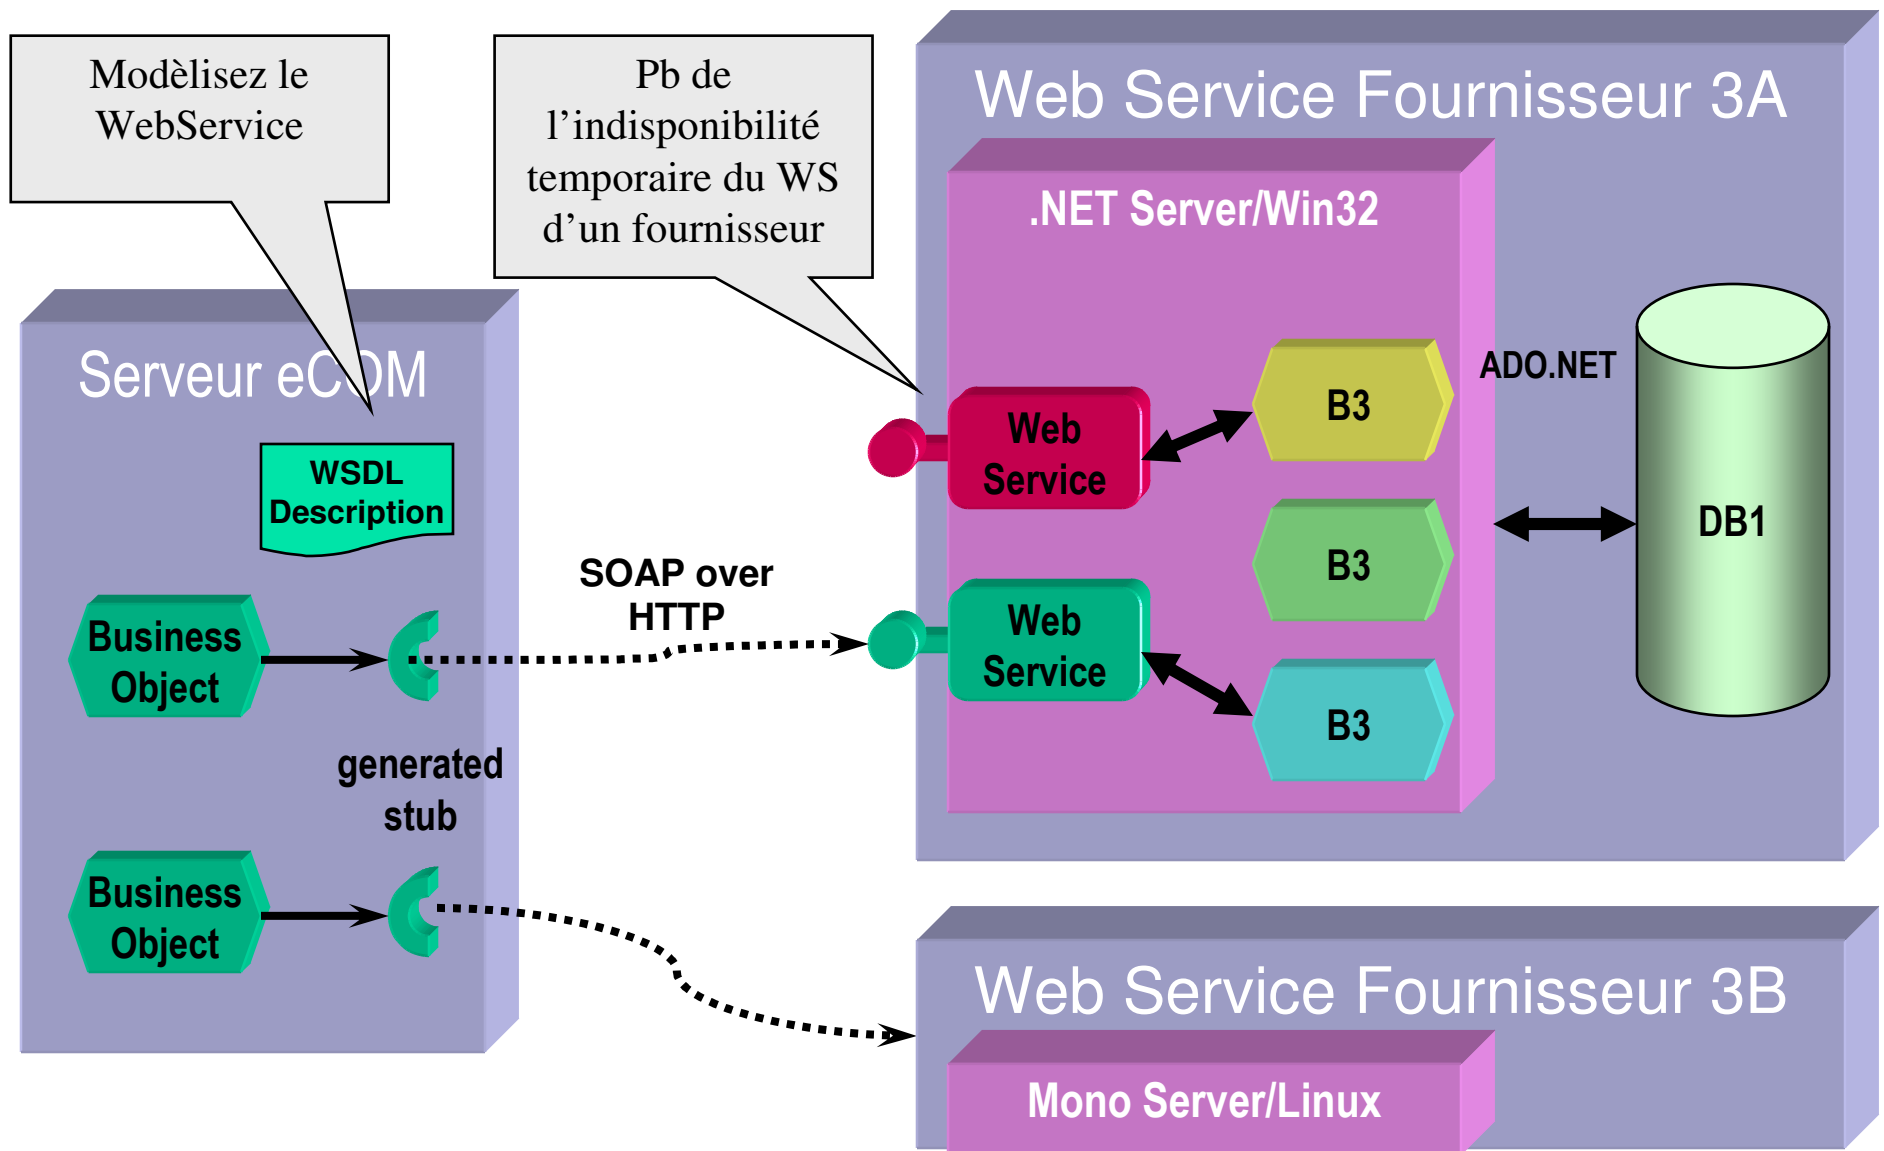 Modèlisez le
WebService
Pb de
l’indisponibilité
temporaire du WS
d’un fournisseur
Web Service Fournisseur 3A
.NET Server/Win32
Serveur eCOM
WSDL
Description
Web
Service
B3
ADO.NET
B3
DB1
SOAP over
HTTP
Business
Object
Web
Service
B3
generated
stub
Business
Object
Web Service Fournisseur 3B
Mono Server/Linux